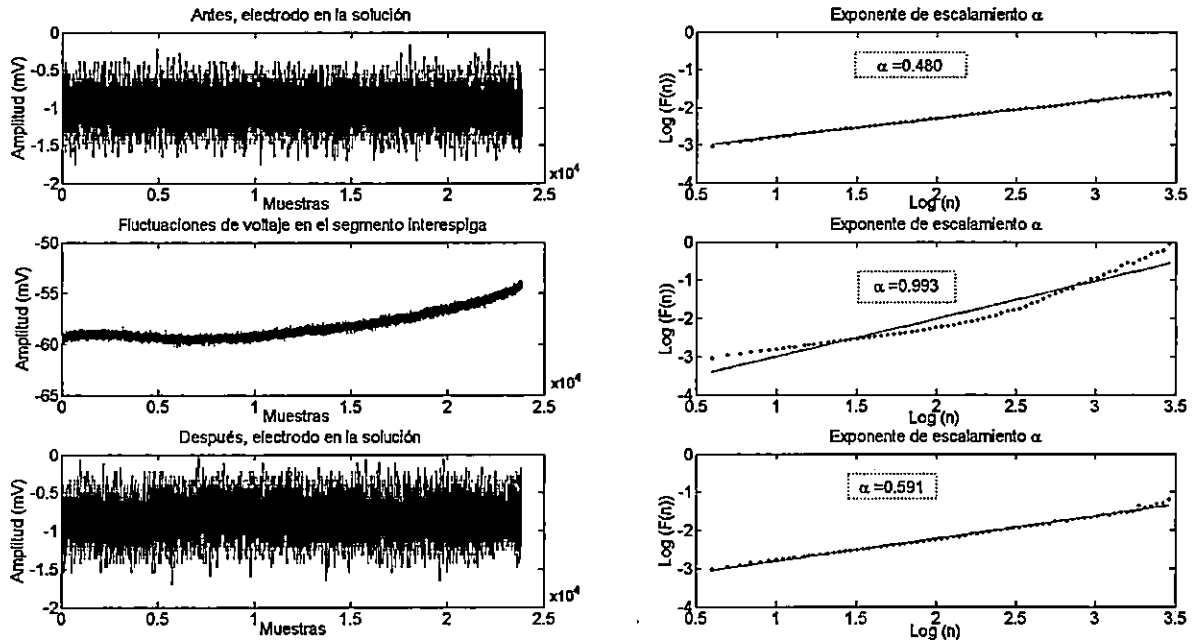 Antes, electrodo en la solución
Amplitud (mV)
0
-0.5
-1
-1.5
-2
0 0.5 1 1.5 2 2.5
x10⁴
Muestras
Exponente de escalamiento α
Log (F(n))
0
-1
-2
-3
-4
α =0.480
0.5 1 1.5 2 2.5 3 3.5
Log (n)
Fluctuaciones de voltaje en el segmento interespiga
Amplitud (mV)
-50
-55
-60
-65
0 0.5 1 1.5 2 2.5
x10⁴
Muestras
Exponente de escalamiento α
Log (F(n))
0
-1
-2
-3
-4
α =0.993
0.5 1 1.5 2 2.5 3 3.5
Log (n)
Después, electrodo en la solución
Amplitud (mV)
0
-0.5
-1
-1.5
-2
0 0.5 1 1.5 2 2.5
x10⁴
Muestras
Exponente de escalamiento α
Log (F(n))
0
-1
-2
-3
-4
α =0.591
0.5 1 1.5 2 2.5 3 3.5
Log (n)